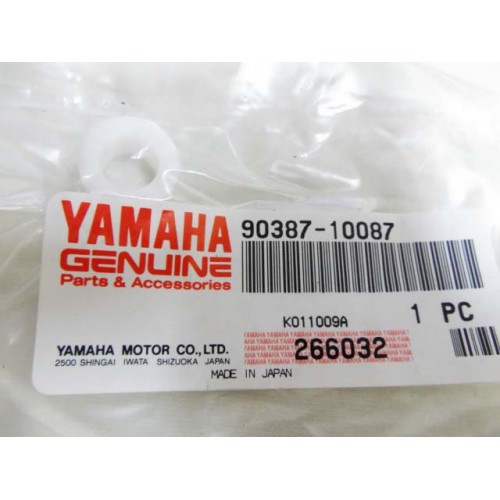 YAMAHA
GENUINE
Parts & Accessories
90387-10087
K011009A
1 PC
YAMAHA MOTOR CO.,LTD.
2500 SHINGAI IWATA SHIZUOKA JAPAN
266032
MADE IN JAPAN